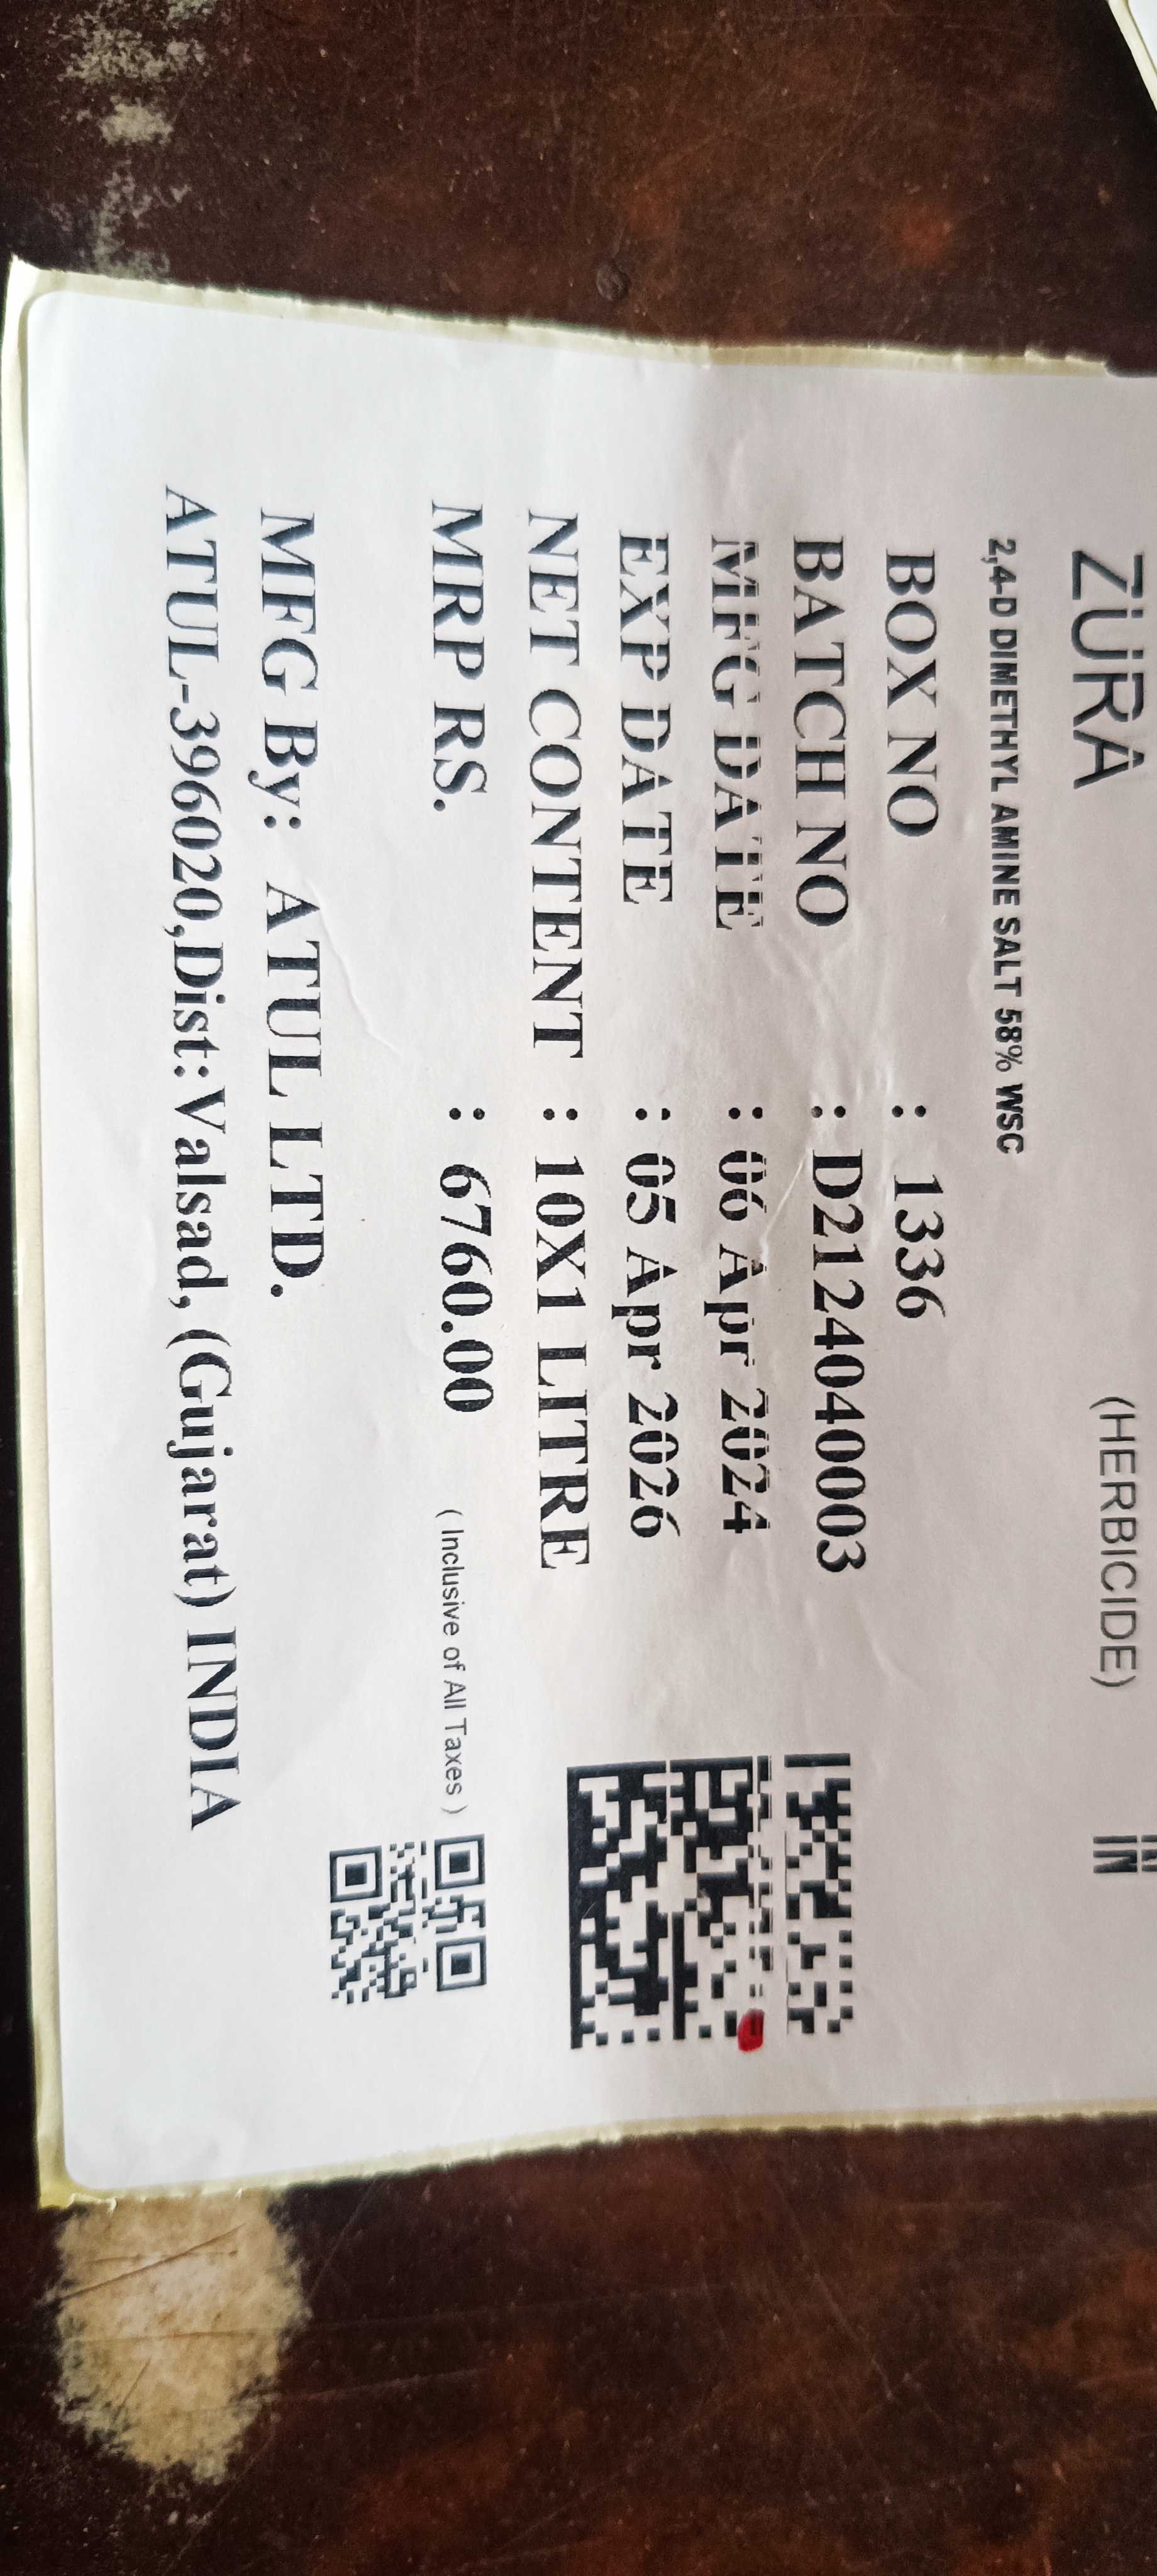 ZURA (HERBICIDE)
2,4-D DIMETHYL AMINE SALT 58% WSC
BOX NO : 1336
BATCH NO : D212404003
MFG DATE : 06 Apr 2024
EXP DATE : 05 Apr 2026
NET CONTENT : 10X1 LITRE
MRP RS. : 6760.00 ( Inclusive of All Taxes )
MFG By: ATUL LTD.
ATUL-396020,Dist:Valsad, (Gujarat) INDIA